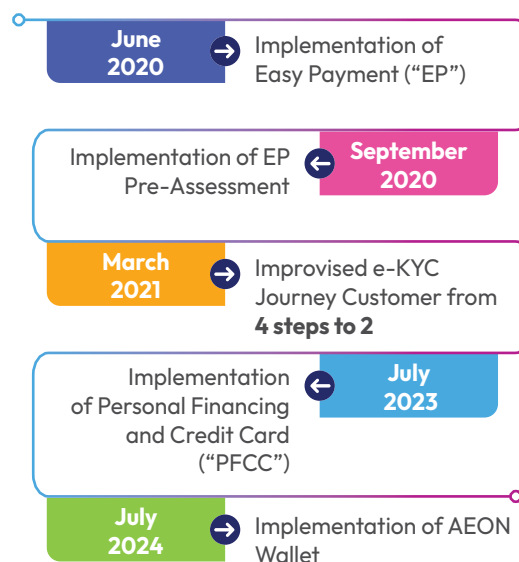 June
2020
Implementation of
Easy Payment (“EP”)
Implementation of EP
Pre-Assessment
September
2020
March
2021
Improvised e-KYC
Journey Customer from
4 steps to 2
Implementation
of Personal Financing
and Credit Card
(“PFCC”)
July
2023
July
2024
Implementation of AEON
Wallet